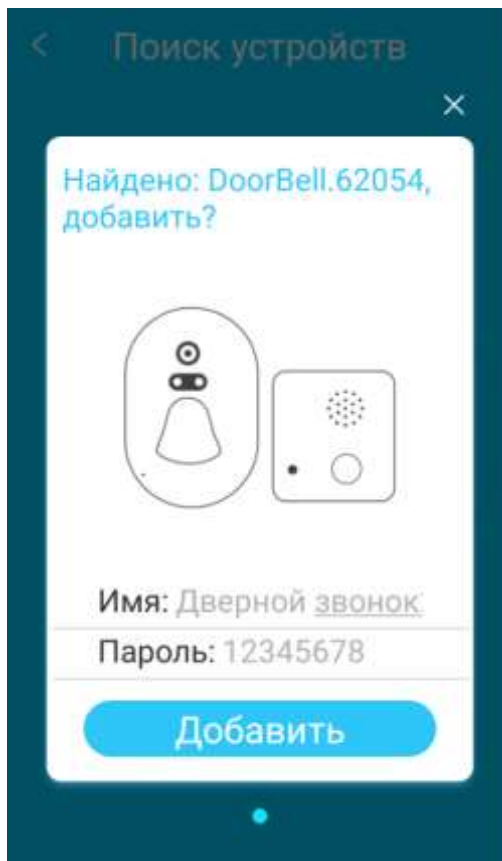 Поиск устройств
Найдено: DoorBell.62054,
добавить?
Имя: Дверной звонок
Пароль: 12345678
Добавить